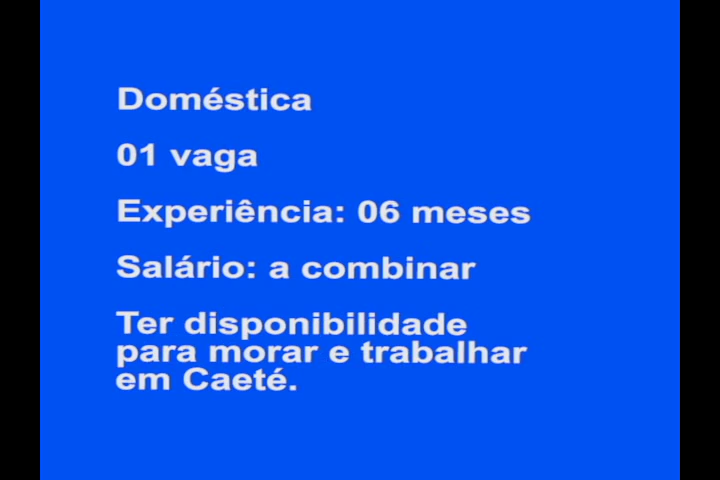 Doméstica
01 vaga
Experiência: 06 meses
Salário: a combinar
Ter disponibilidade
para morar e trabalhar
em Caeté.